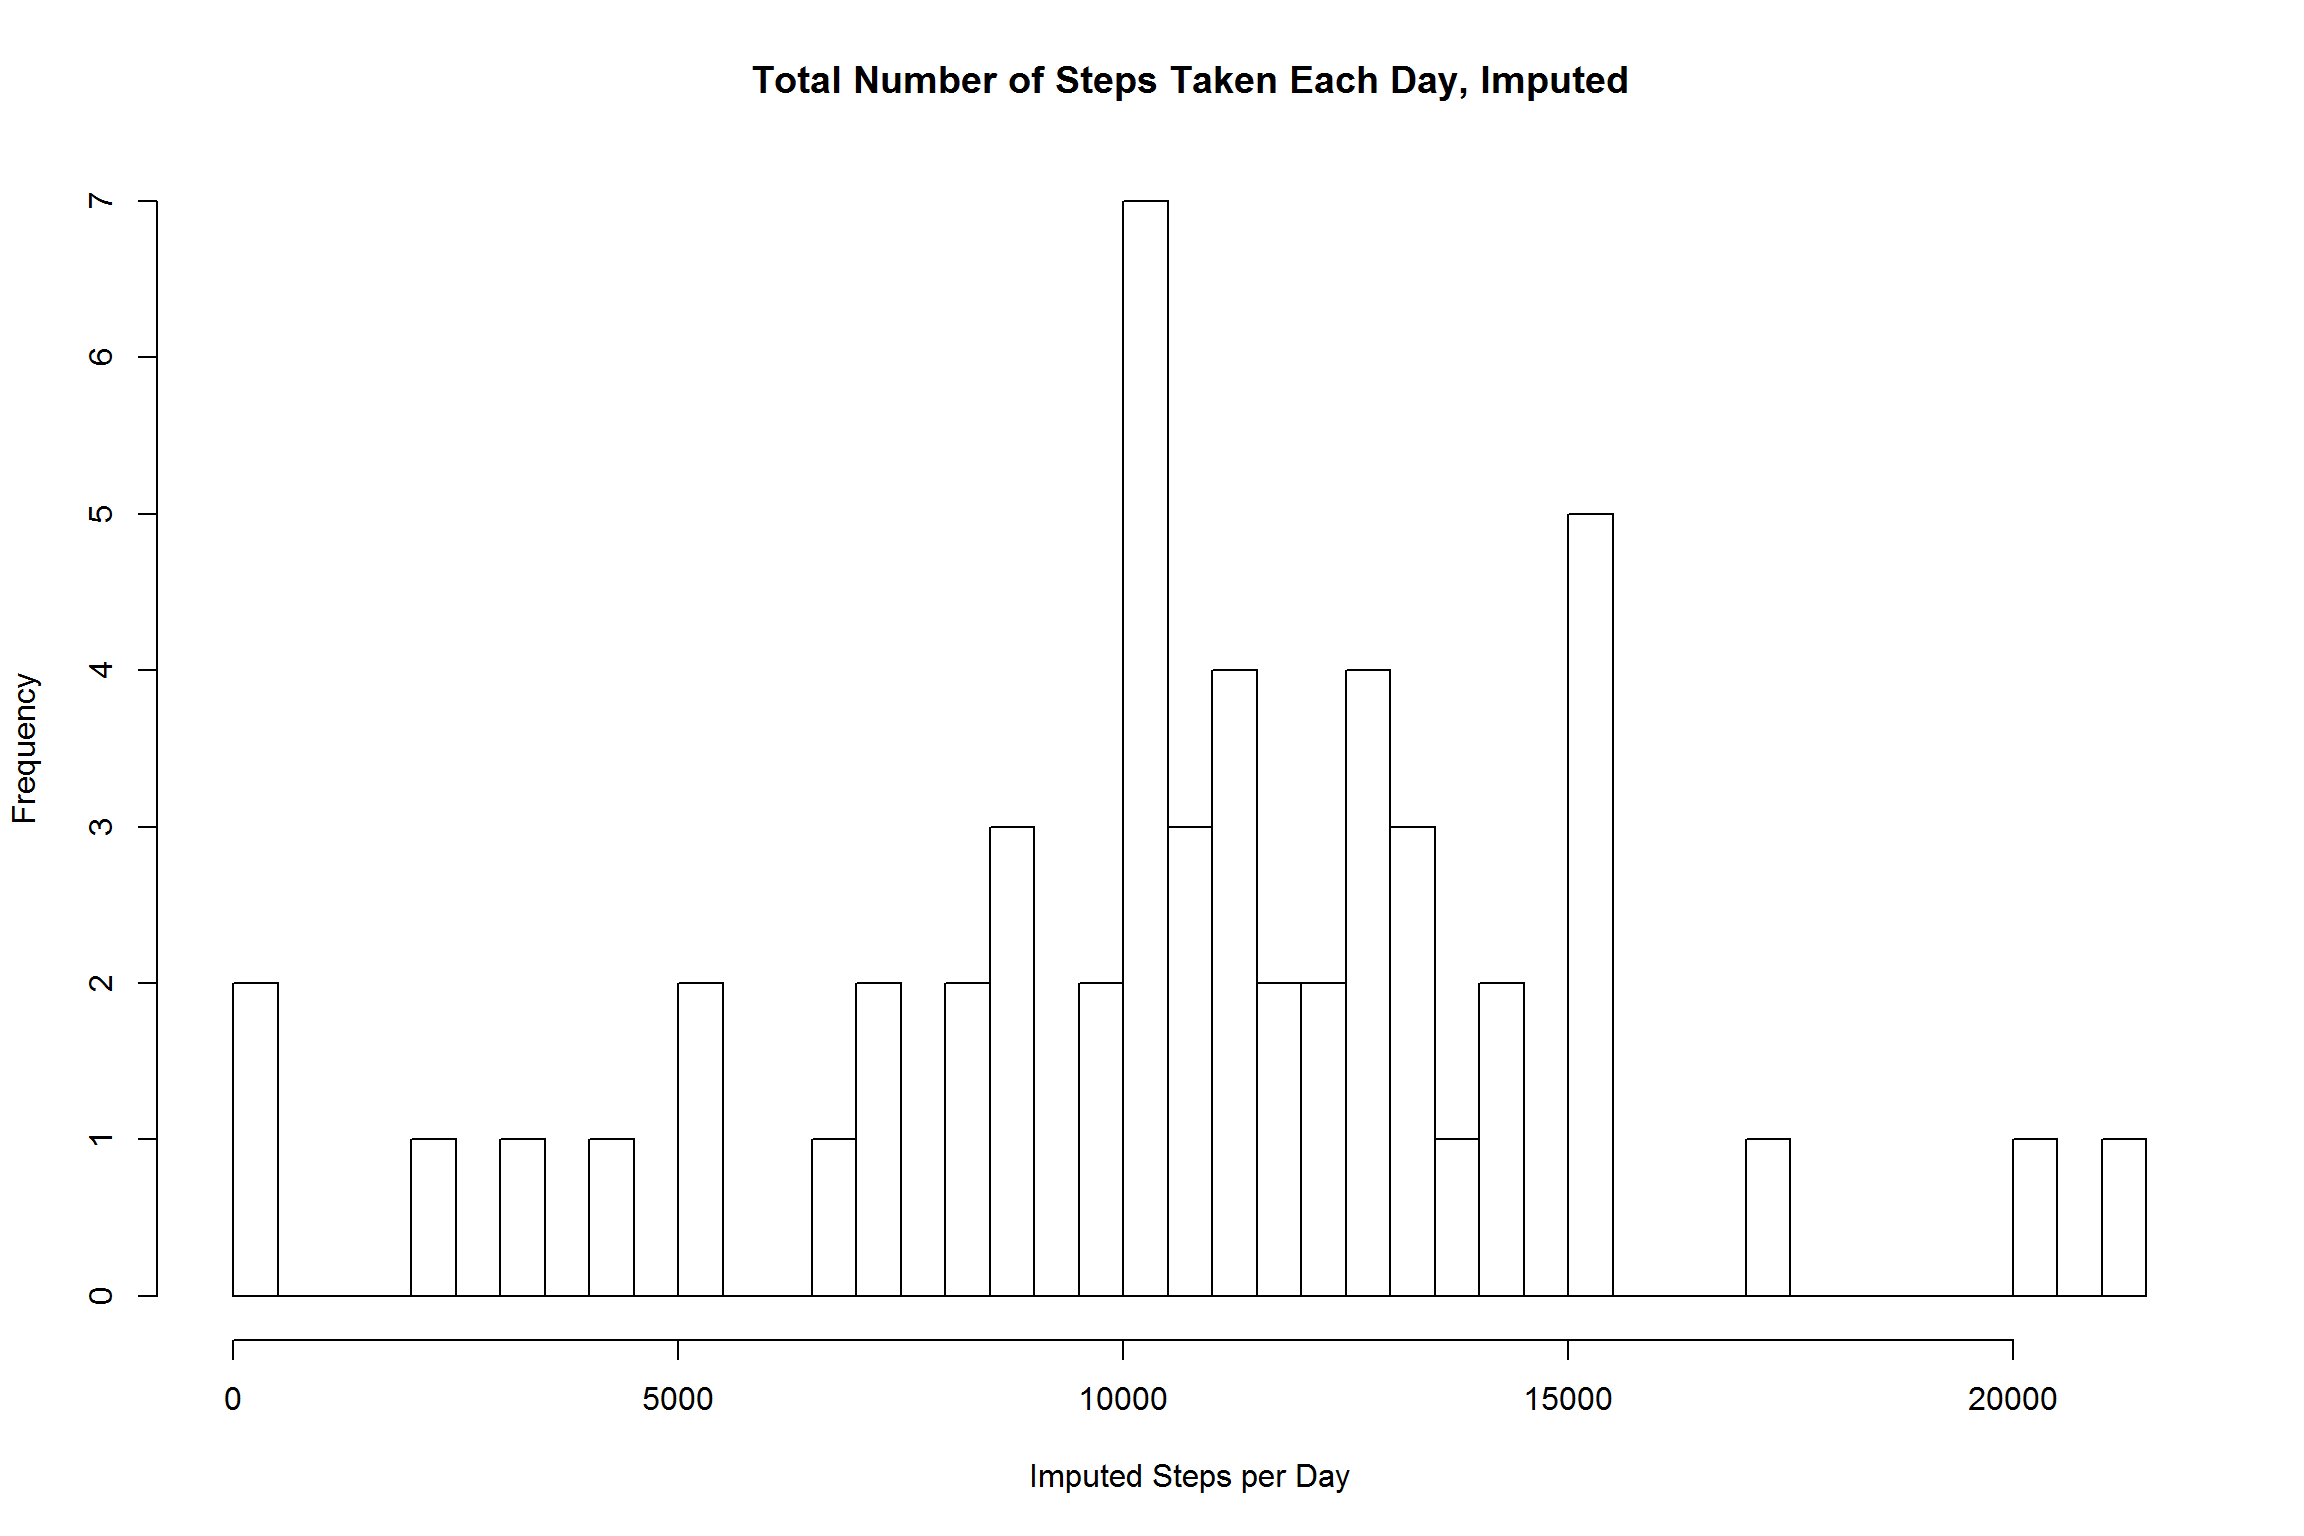 Total Number of Steps Taken Each Day, Imputed
7
6
5
4
3
2
1
0
Frequency
0 5000 10000 15000 20000
Imputed Steps per Day